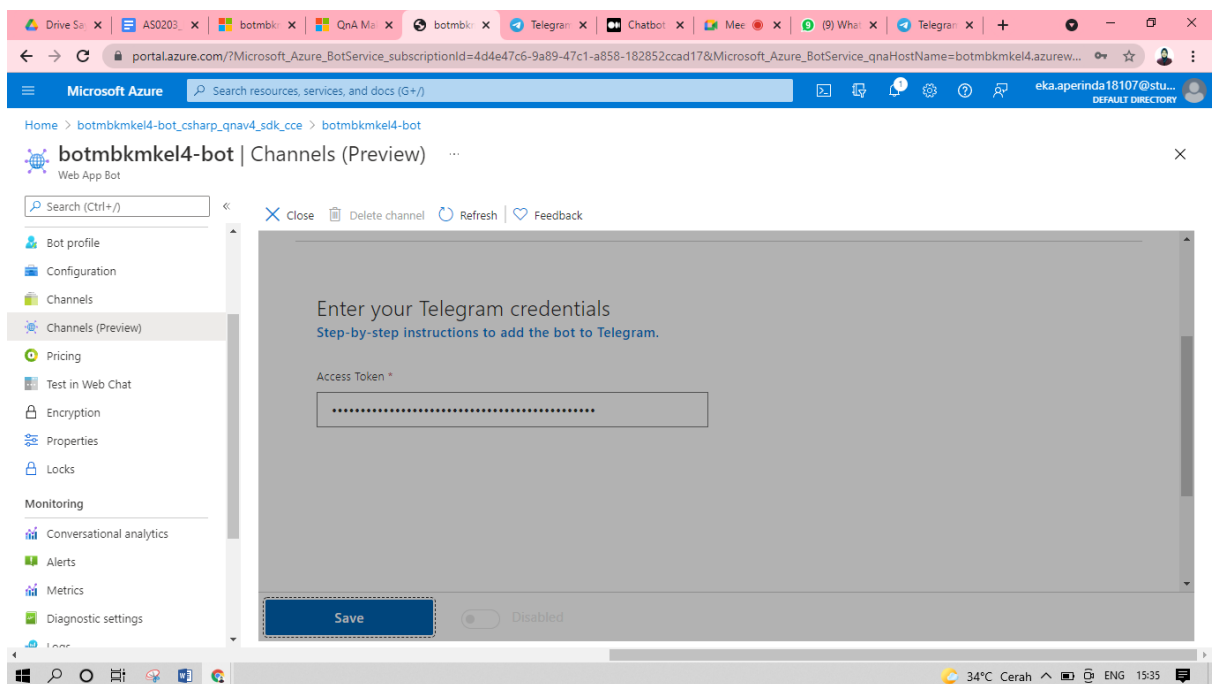 Drive Sa
AS0203_
botmbk
QnA Ma
botmbk
Telegram
Chatbot
Mee
(9) What
Telegram
portal.azure.com/?Microsoft_Azure_BotService_subscriptionId=4d4e47c6-9a89-47c1-a858-182852ccad17&Microsoft_Azure_BotService_qnaHostName=botmbkmkel4.azurew...
Microsoft Azure
Search resources, services, and docs (G+/)
1
eka.aperinda18107@stu...
DEFAULT DIRECTORY
Home > botmbkmkel4-bot_csharp_qnav4_sdk_cce > botmbkmkel4-bot
botmbkmkel4-bot | Channels (Preview) ...
Web App Bot
Search (Ctrl+/)
Close Delete channel Refresh Feedback
Bot profile
Configuration
Channels
Channels (Preview)
Pricing
Test in Web Chat
Encryption
Properties
Locks
Monitoring
Conversational analytics
Alerts
Metrics
Diagnostic settings
Logs
Enter your Telegram credentials
Step-by-step instructions to add the bot to Telegram.
Access Token *
Save
Disabled
34°C Cerah
ENG
15:35